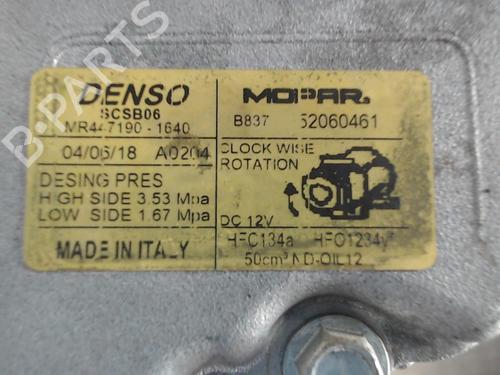 DENSO
SCSB06
MR447190-1640
04/06/18 A0204
DESING PRES
HIGH SIDE 3.53 Mpa
LOW SIDE 1.67 Mpa
MADE IN ITALY
MOPAR.
B837 52060461
CLOCK WISE
ROTATION
DC 12V
HFC134a HFO1234yf
50cm³ ND-OIL12
B-PARTS